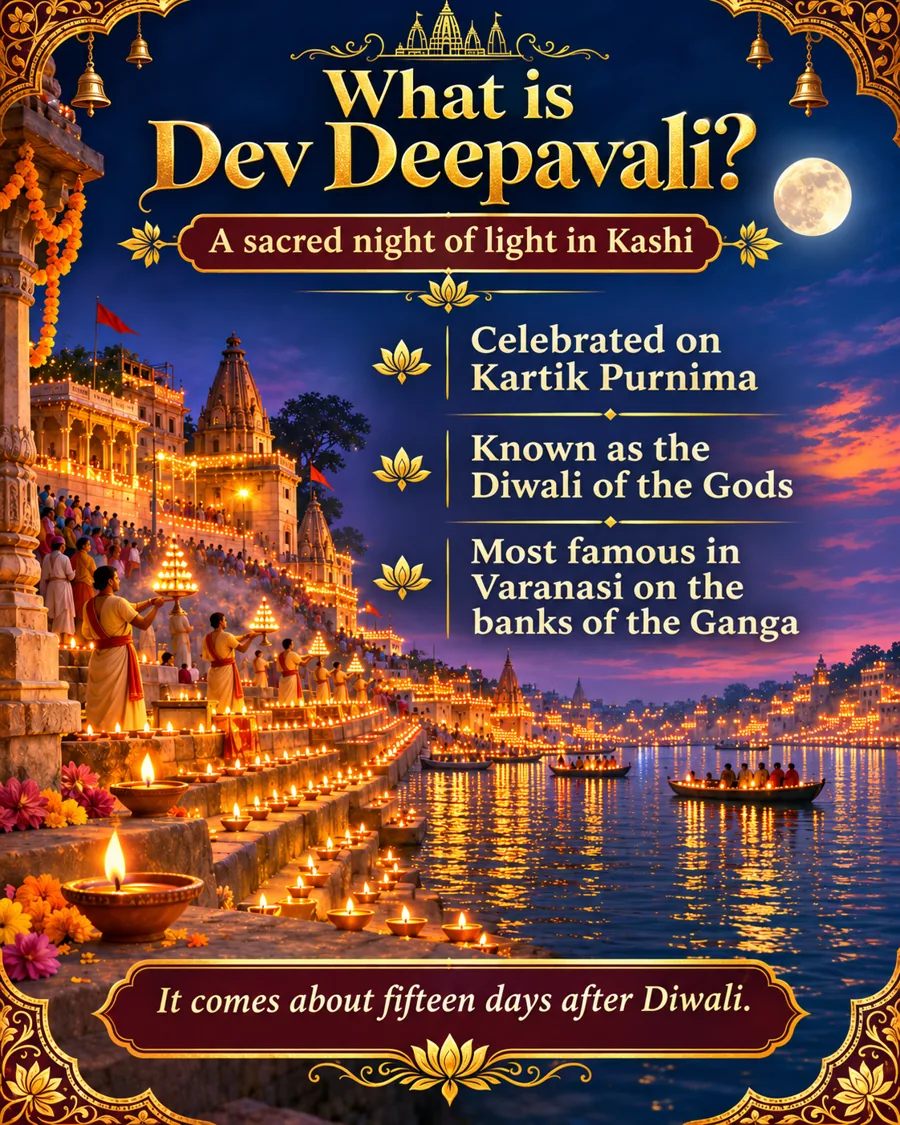 What is
Dev Deepavali?
A sacred night of light in Kashi
Celebrated on
Kartik Purnima
Known as the
Diwali of the Gods
Most famous in
Varanasi on the
banks of the Ganga
It comes about fifteen days after Diwali.